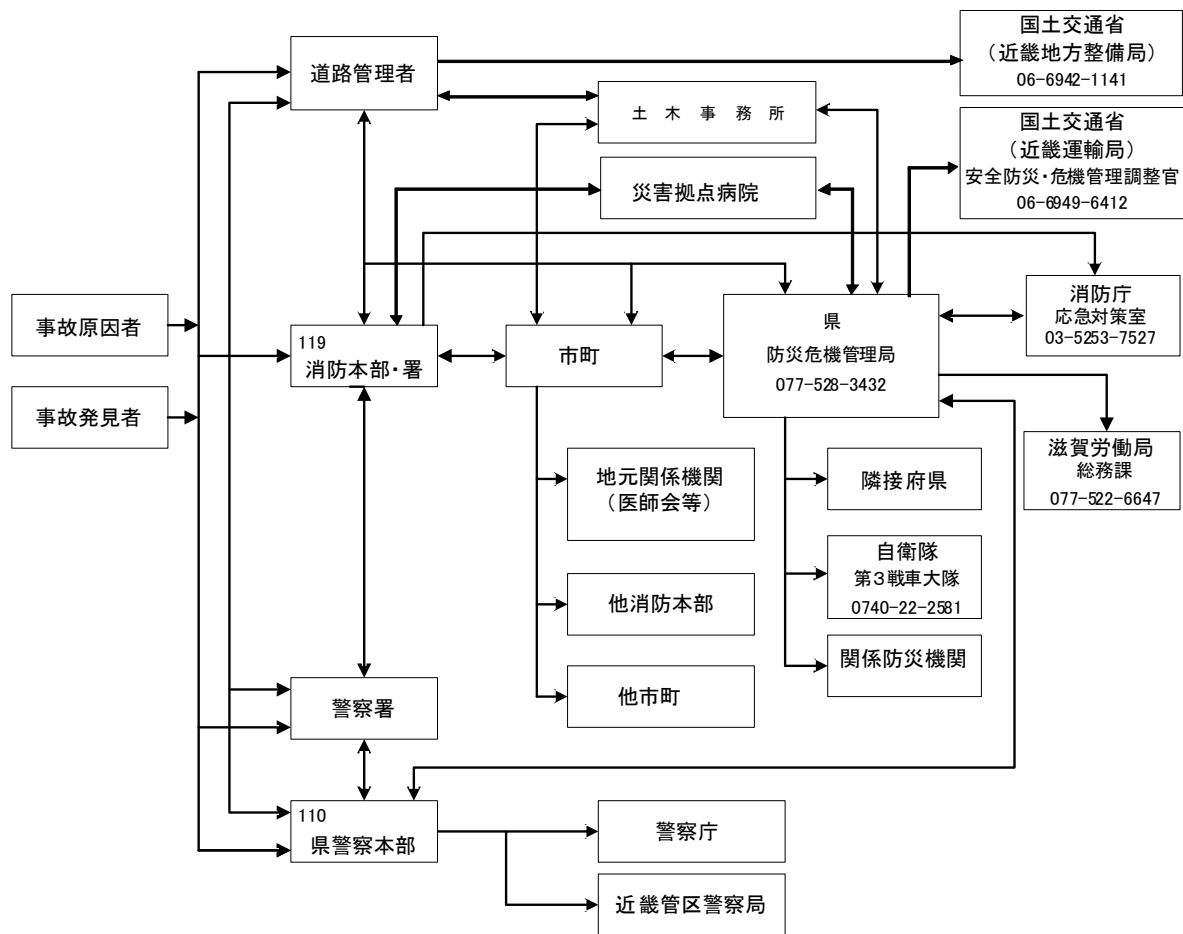 国土交通省
（近畿地方整備局）
06-6942-1141
道路管理者
土木事務所
国土交通省
（近畿運輸局）
安全防災・危機管理調整官
06-6949-6412
災害拠点病院
事故原因者
119
消防本部・署
市町
県
防災危機管理局
077-528-3432
消防庁
応急対策室
03-5253-7527
事故発見者
滋賀労働局
総務課
077-522-6647
地元関係機関
（医師会等）
隣接府県
他消防本部
自衛隊
第３戦車大隊
0740-22-2581
関係防災機関
他市町
警察署
110
県警察本部
警察庁
近畿管区警察局